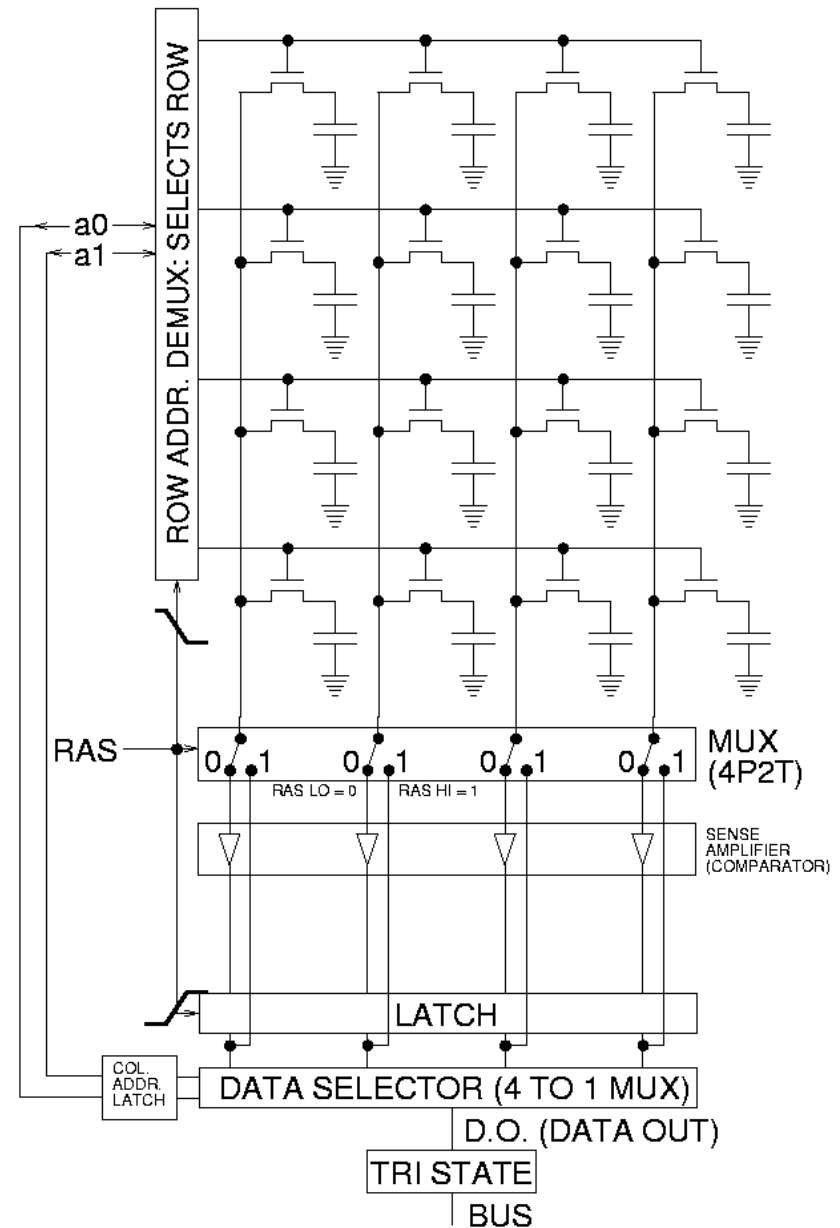 ROW ADDR. DEMUX: SELECTS ROW
a0
a1
RAS
0 1 0 1 0 1 0 1
MUX
(4P2T)
RAS LO = 0 RAS HI = 1
SENSE
AMPLIFIER
(COMPARATOR)
LATCH
COL.
ADDR.
LATCH
DATA SELECTOR (4 TO 1 MUX)
D.O. (DATA OUT)
TRI STATE
BUS